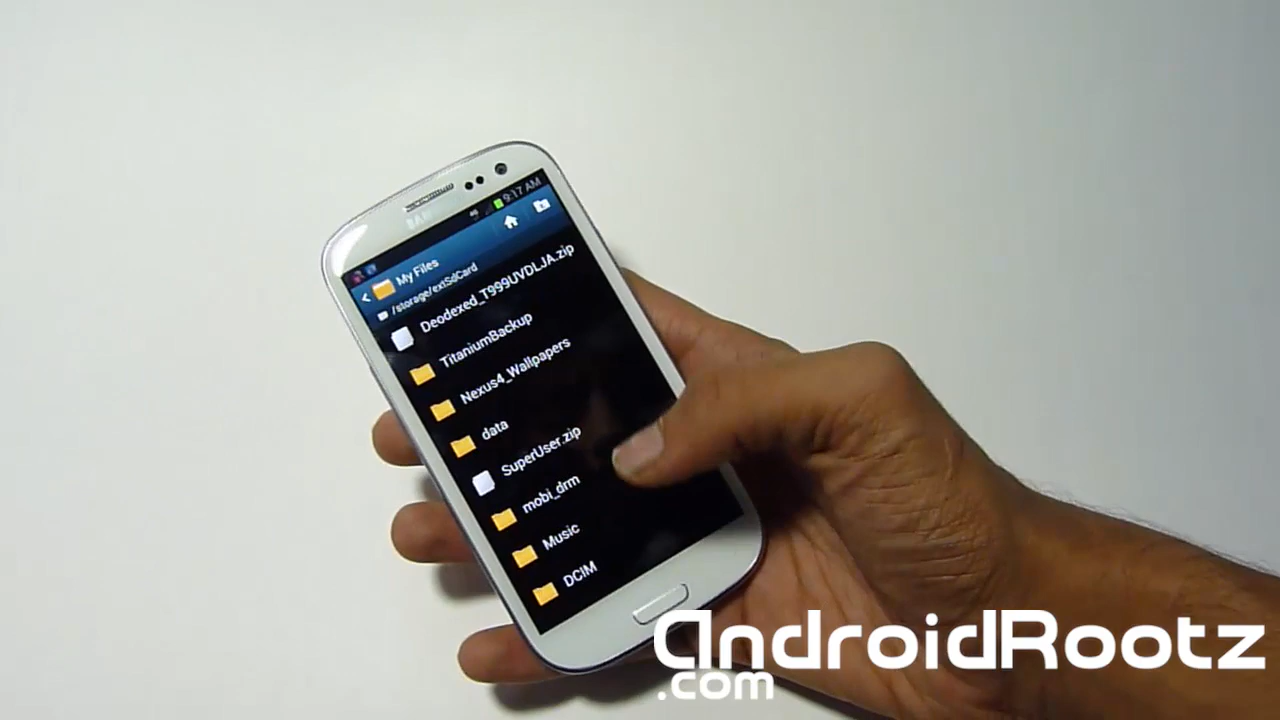 9:17 AM
My Files
/storage/extSdCard
Deodexed_T999UVDLJA.zip
TitaniumBackup
Nexus4_Wallpapers
data
SuperUser.zip
mobi_drm
Music
DCIM
AndroidRootz
.com